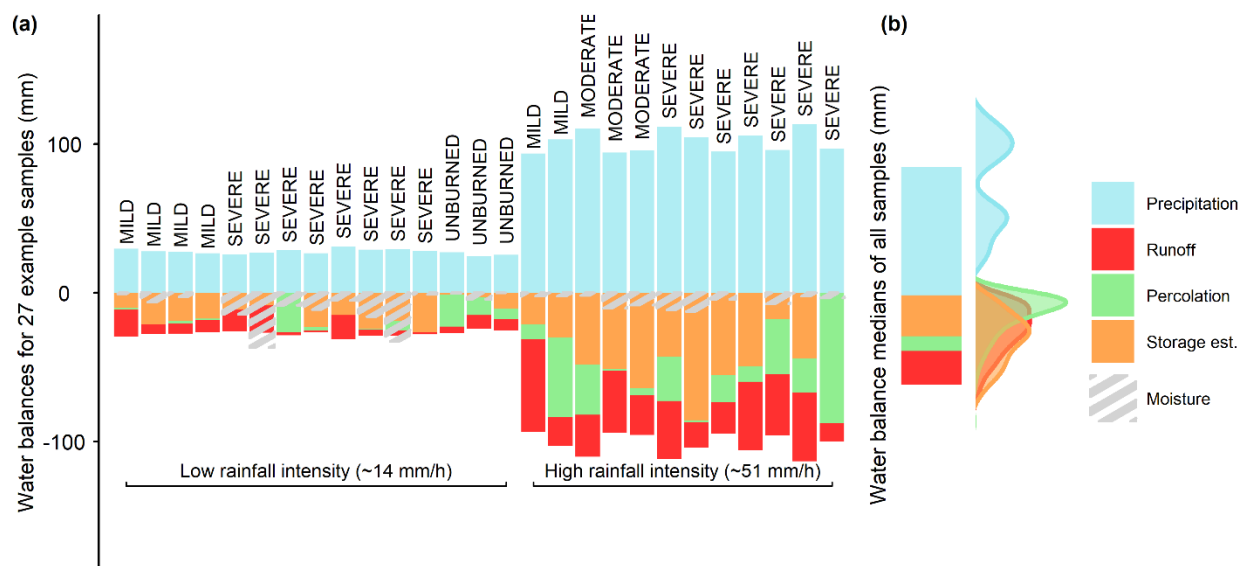 (a)
(b)
Water balances for 27 example samples (mm)
100
0
-100
MILD
MILD
MILD
MILD
SEVERE
SEVERE
SEVERE
SEVERE
SEVERE
SEVERE
SEVERE
SEVERE
UNBURNED
UNBURNED
UNBURNED
MILD
MILD
MODERATE
MODERATE
MODERATE
SEVERE
SEVERE
SEVERE
SEVERE
SEVERE
SEVERE
SEVERE
Low rainfall intensity (~14 mm/h)
High rainfall intensity (~51 mm/h)
Water balance medians of all samples (mm)
Precipitation
Runoff
Percolation
Storage est.
Moisture